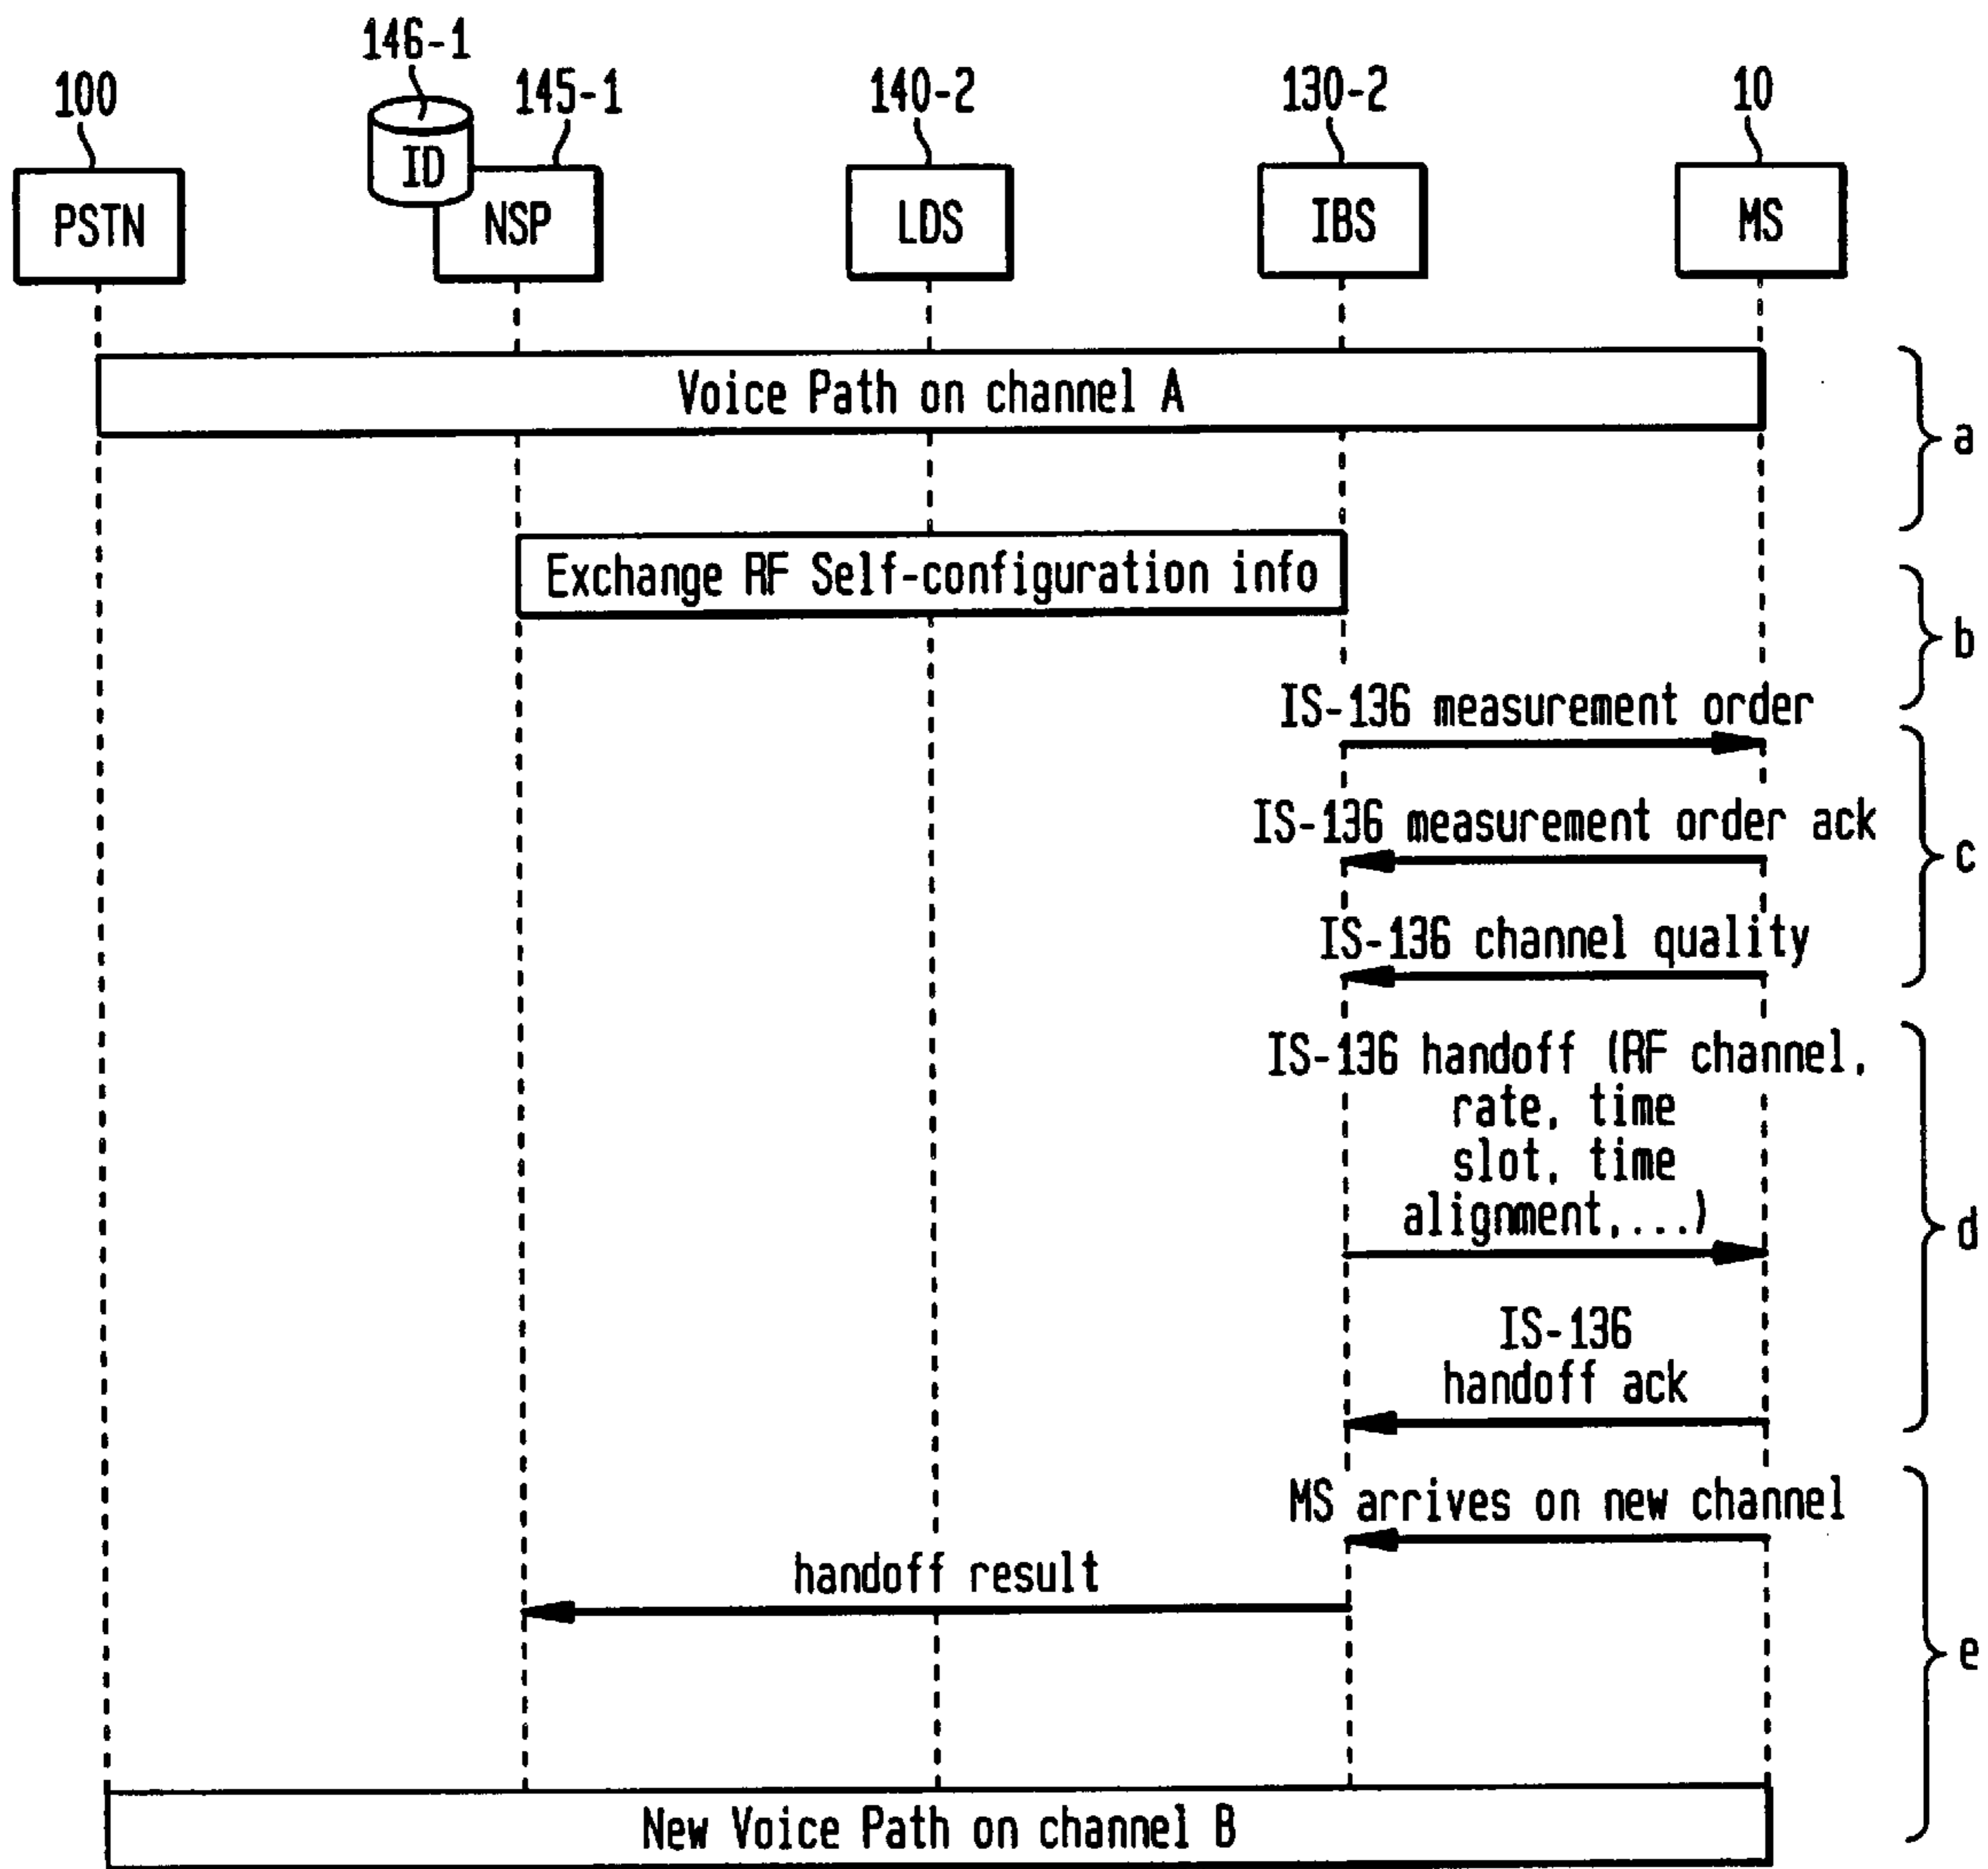 146-1
100
145-1
140-2
130-2
10
ID
PSTN
NSP
LDS
IBS
MS
Voice Path on channel A
a
Exchange RF Self-configuration info
b
IS-136 measurement order
IS-136 measurement order ack
c
IS-136 channel quality
IS-136 handoff (RF channel,
rate, time
slot, time
alignment,...)
d
IS-136
handoff ack
MS arrives on new channel
handoff result
e
New Voice Path on channel B